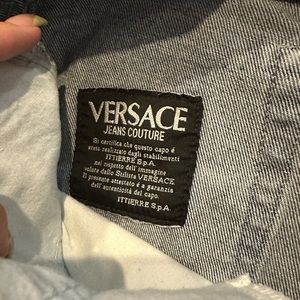 VERSACE
JEANS COUTURE
Si certifica che questo capo é
stato realizzato dagli stabilimenti
ITTIERRE S.p.A.
nel rispetto dell'immagine
voluta dallo Stilista VERSACE.
Il presente attestato é a garanzia
dell'autenticità del capo.
ITTIERRE S.p.A.